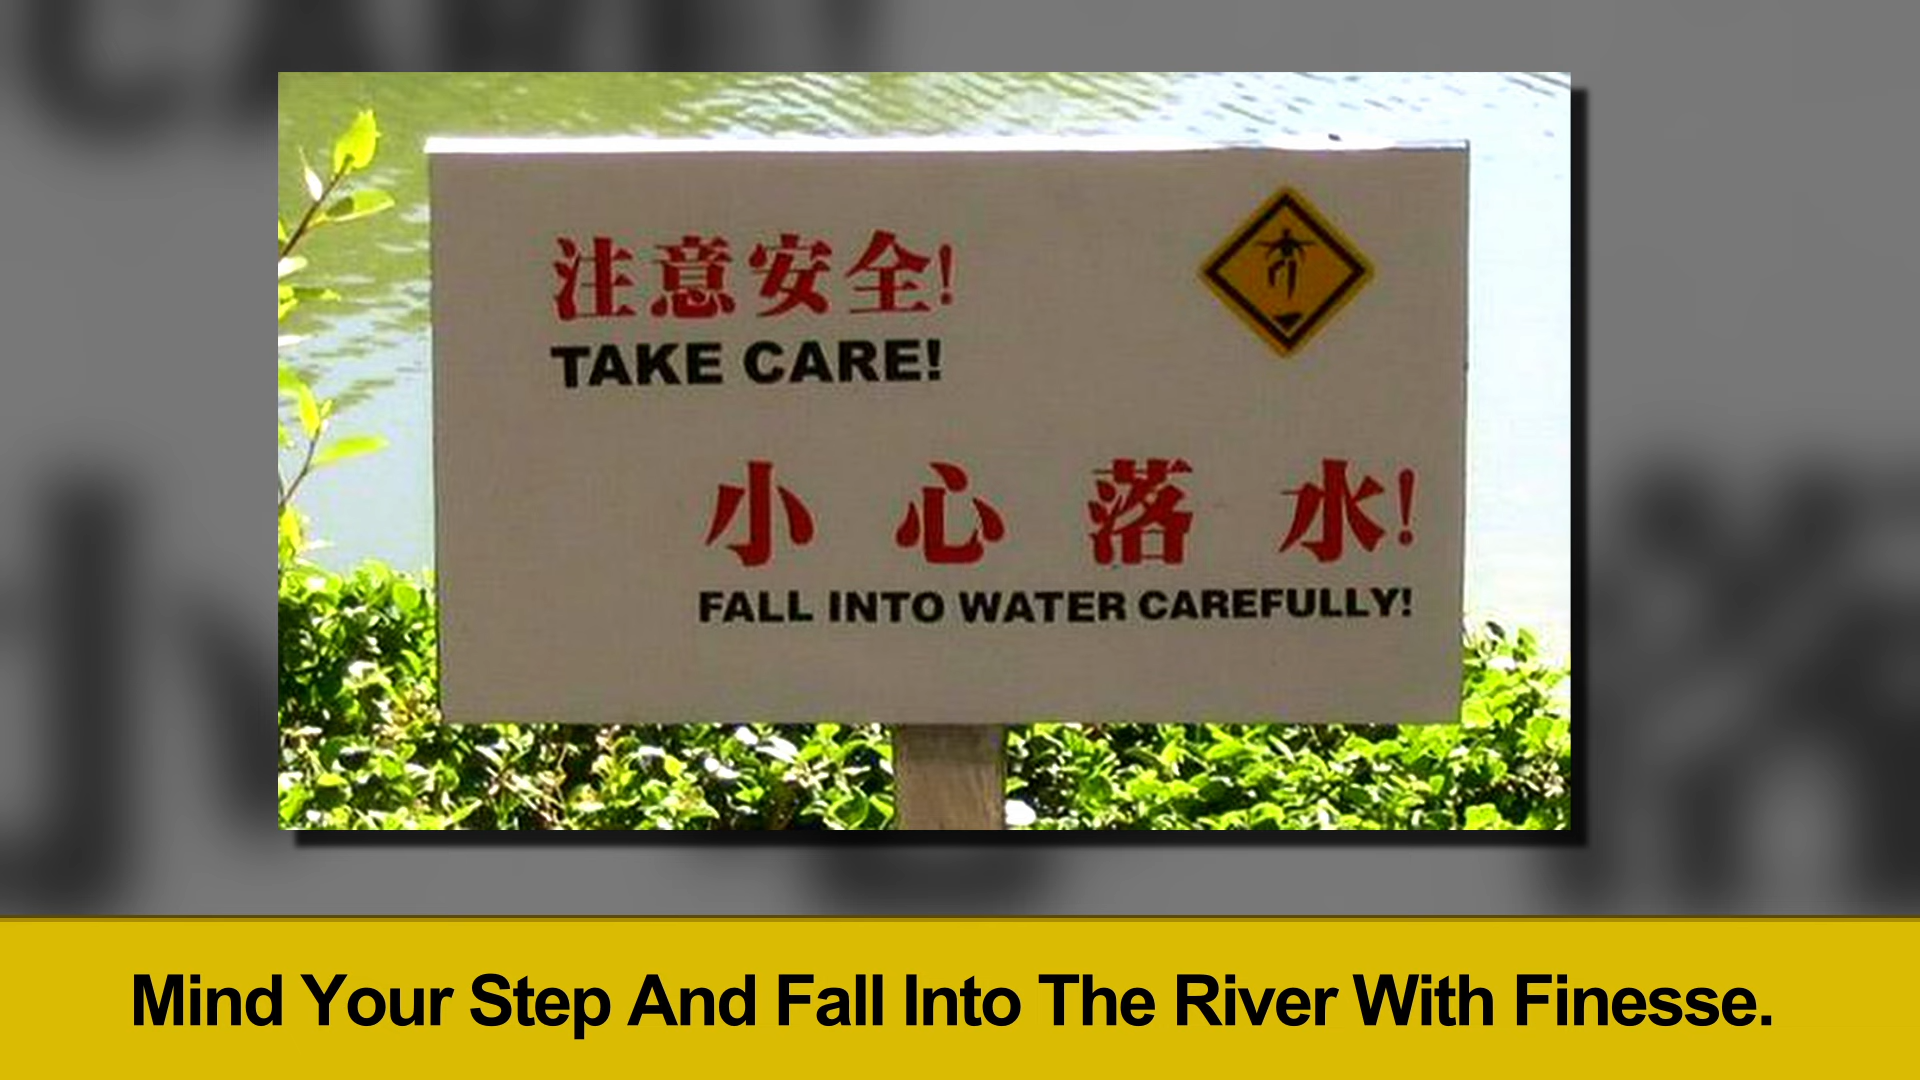 注意安全!
TAKE CARE!
小心落水!
FALL INTO WATER CAREFULLY!
Mind Your Step And Fall Into The River With Finesse.